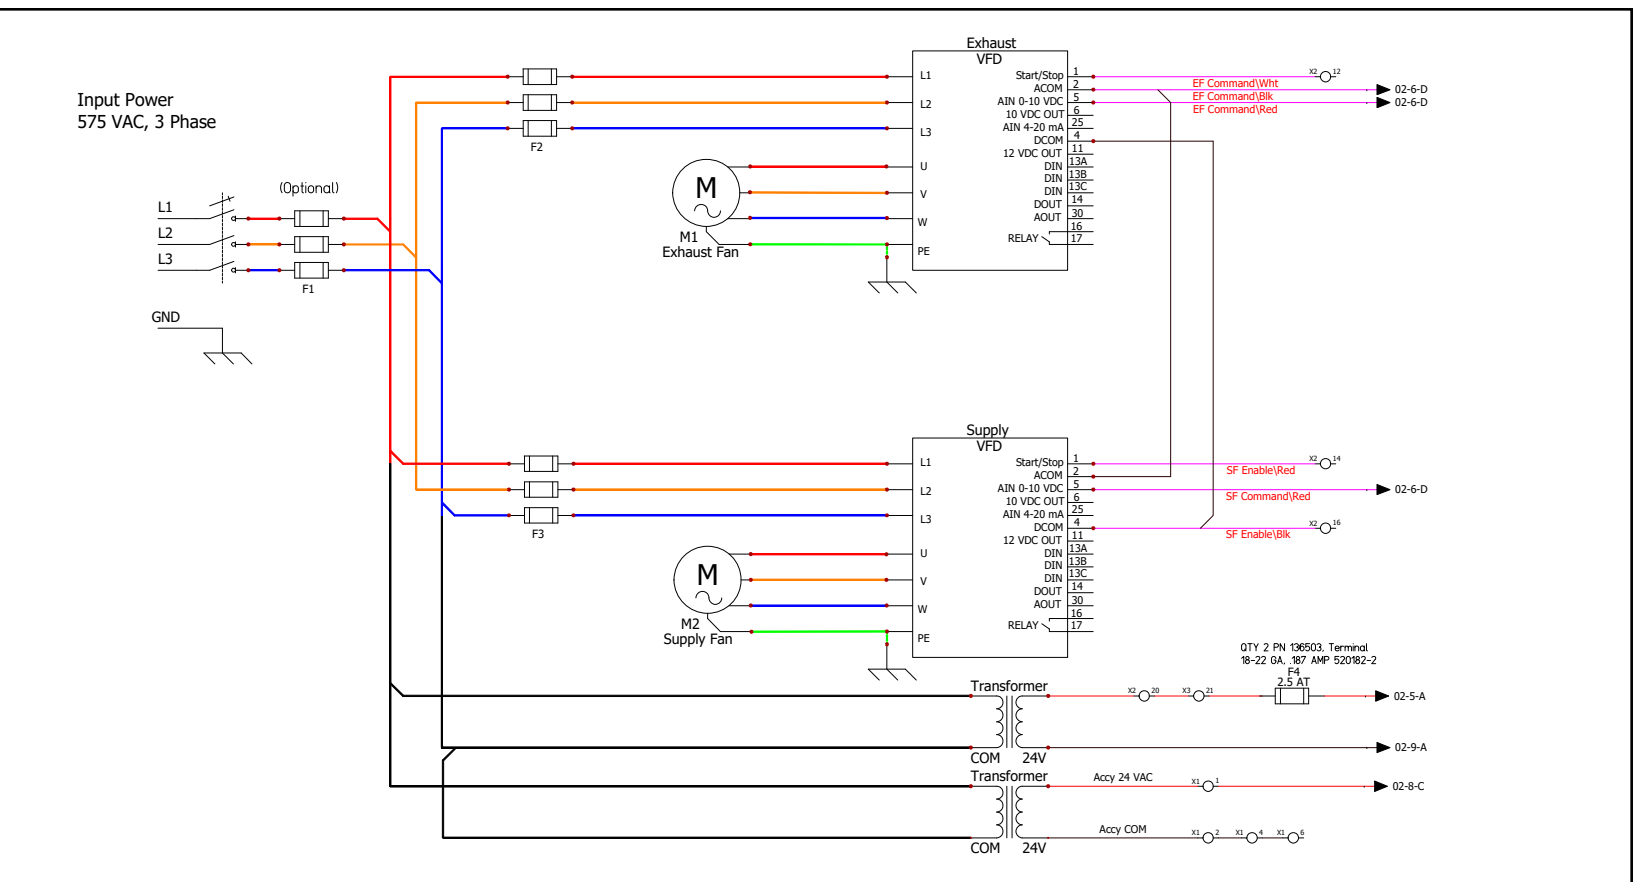 Input Power
575 VAC, 3 Phase
(Optional)
L1
L2
L3
F1
GND
F2
M
M1
Exhaust Fan
Exhaust
VFD
L1
L2
L3
U
V
W
PE
Start/Stop 1
ACOM 2
AIN 0-10 VDC 5
10 VDC OUT 6
AIN 4-20 mA 25
DCOM 4
12 VDC OUT 11
DIN 13A
DIN 13B
DIN 13C
DOUT 14
AOUT 30
16
RELAY 17
X2 12
EF Command\Wht
02-6-D
EF Command\Blk
02-6-D
EF Command\Red
F3
M
M2
Supply Fan
Supply
VFD
L1
L2
L3
U
V
W
PE
Start/Stop 1
ACOM 2
AIN 0-10 VDC 5
10 VDC OUT 6
AIN 4-20 mA 25
DCOM 4
12 VDC OUT 11
DIN 13A
DIN 13B
DIN 13C
DOUT 14
AOUT 30
16
RELAY 17
X2 14
SF Enable\Red
02-6-D
SF Command\Red
X2 16
SF Enable\Blk
QTY 2 PN 136503, Terminal
18-22 GA, .187 AMP 520182-2
F4
2.5 AT
Transformer
X2 20
X3 21
02-5-A
COM 24V
02-9-A
Transformer
Accy 24 VAC
X1 1
02-8-C
Accy COM
X1 2
X1 4
X1 6
COM 24V